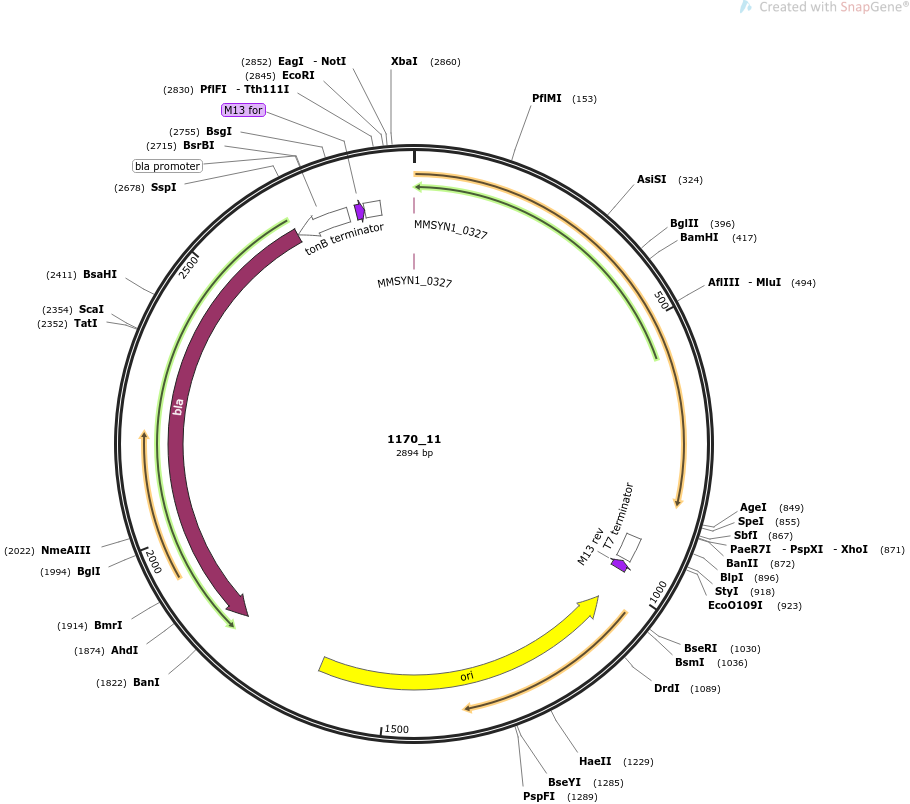 Created with SnapGene®
(2852) EagI - NotI
(2845) EcoRI
(2830) PflFI - Tth111I
M13 for
(2755) BsgI
(2715) BsrBI
bla promoter
(2678) SspI
XbaI (2860)
PflMI (153)
AsiSI (324)
BglII (396)
BamHI (417)
AflIII - MluI (494)
tonB terminator
MMSYN1_0327
MMSYN1_0327
2500
500
(2411) BsaHI
(2354) ScaI
(2352) TatI
bla
1170_11
2894 bp
T7 terminator
M13 rev
AgeI (849)
SpeI (855)
SbfI (867)
PaeR7I - PspXI - XhoI (871)
BanII (872)
BlpI (896)
StyI (918)
EcoO109I (923)
(2022) NmeAIII
(1994) BglI
2000
1000
(1914) BmrI
(1874) AhdI
(1822) BanI
BseRI (1030)
BsmI (1036)
DrdI (1089)
ori
1500
HaeII (1229)
BseYI (1285)
PspFI (1289)